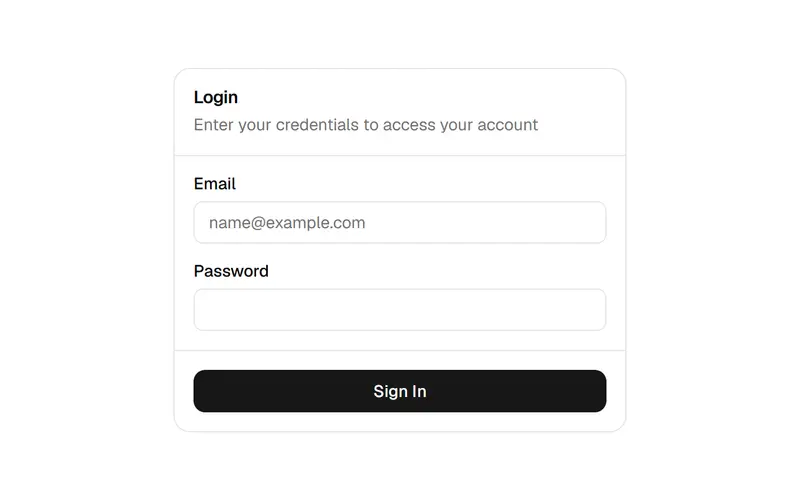 Login
Enter your credentials to access your account
Email
name@example.com
Password
Sign In